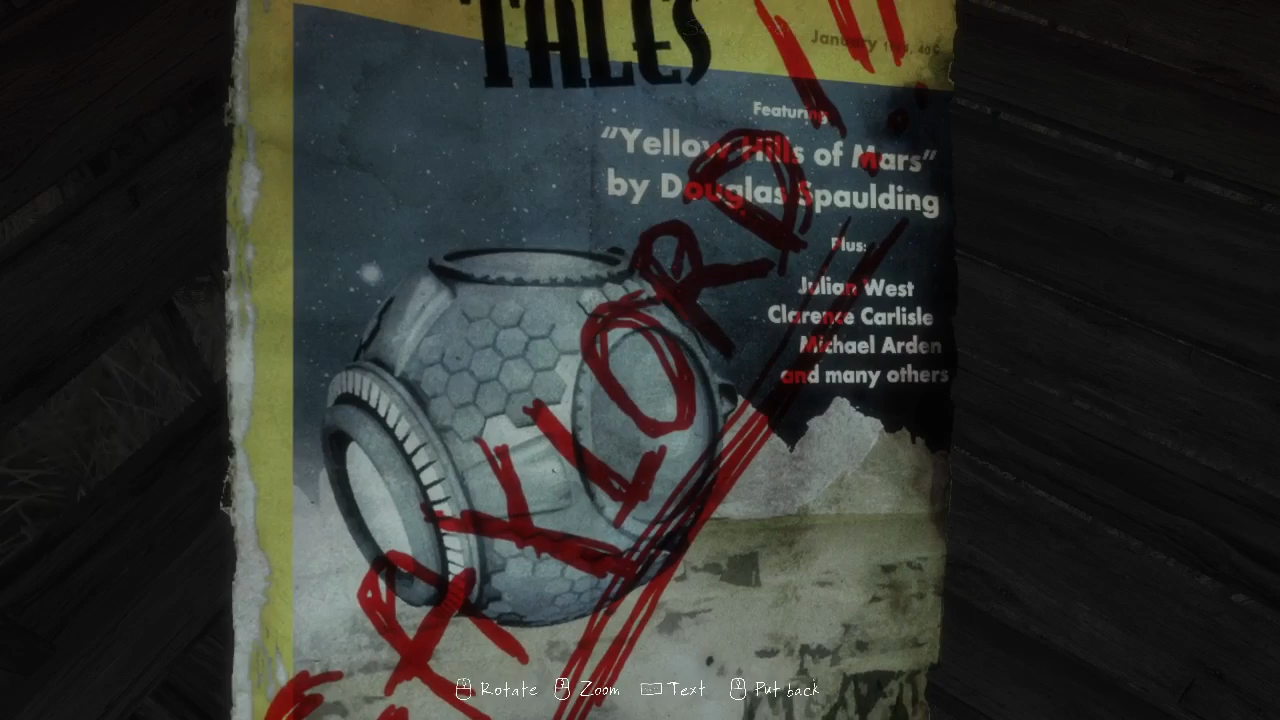 TALES
January
Featuring
"Yellow Hills of Mars"
by Douglas Spaulding
Plus:
Julian West
Clarence Carlisle
Michael Arden
and many others
RKLORD!!!
Rotate Zoom Text Put back